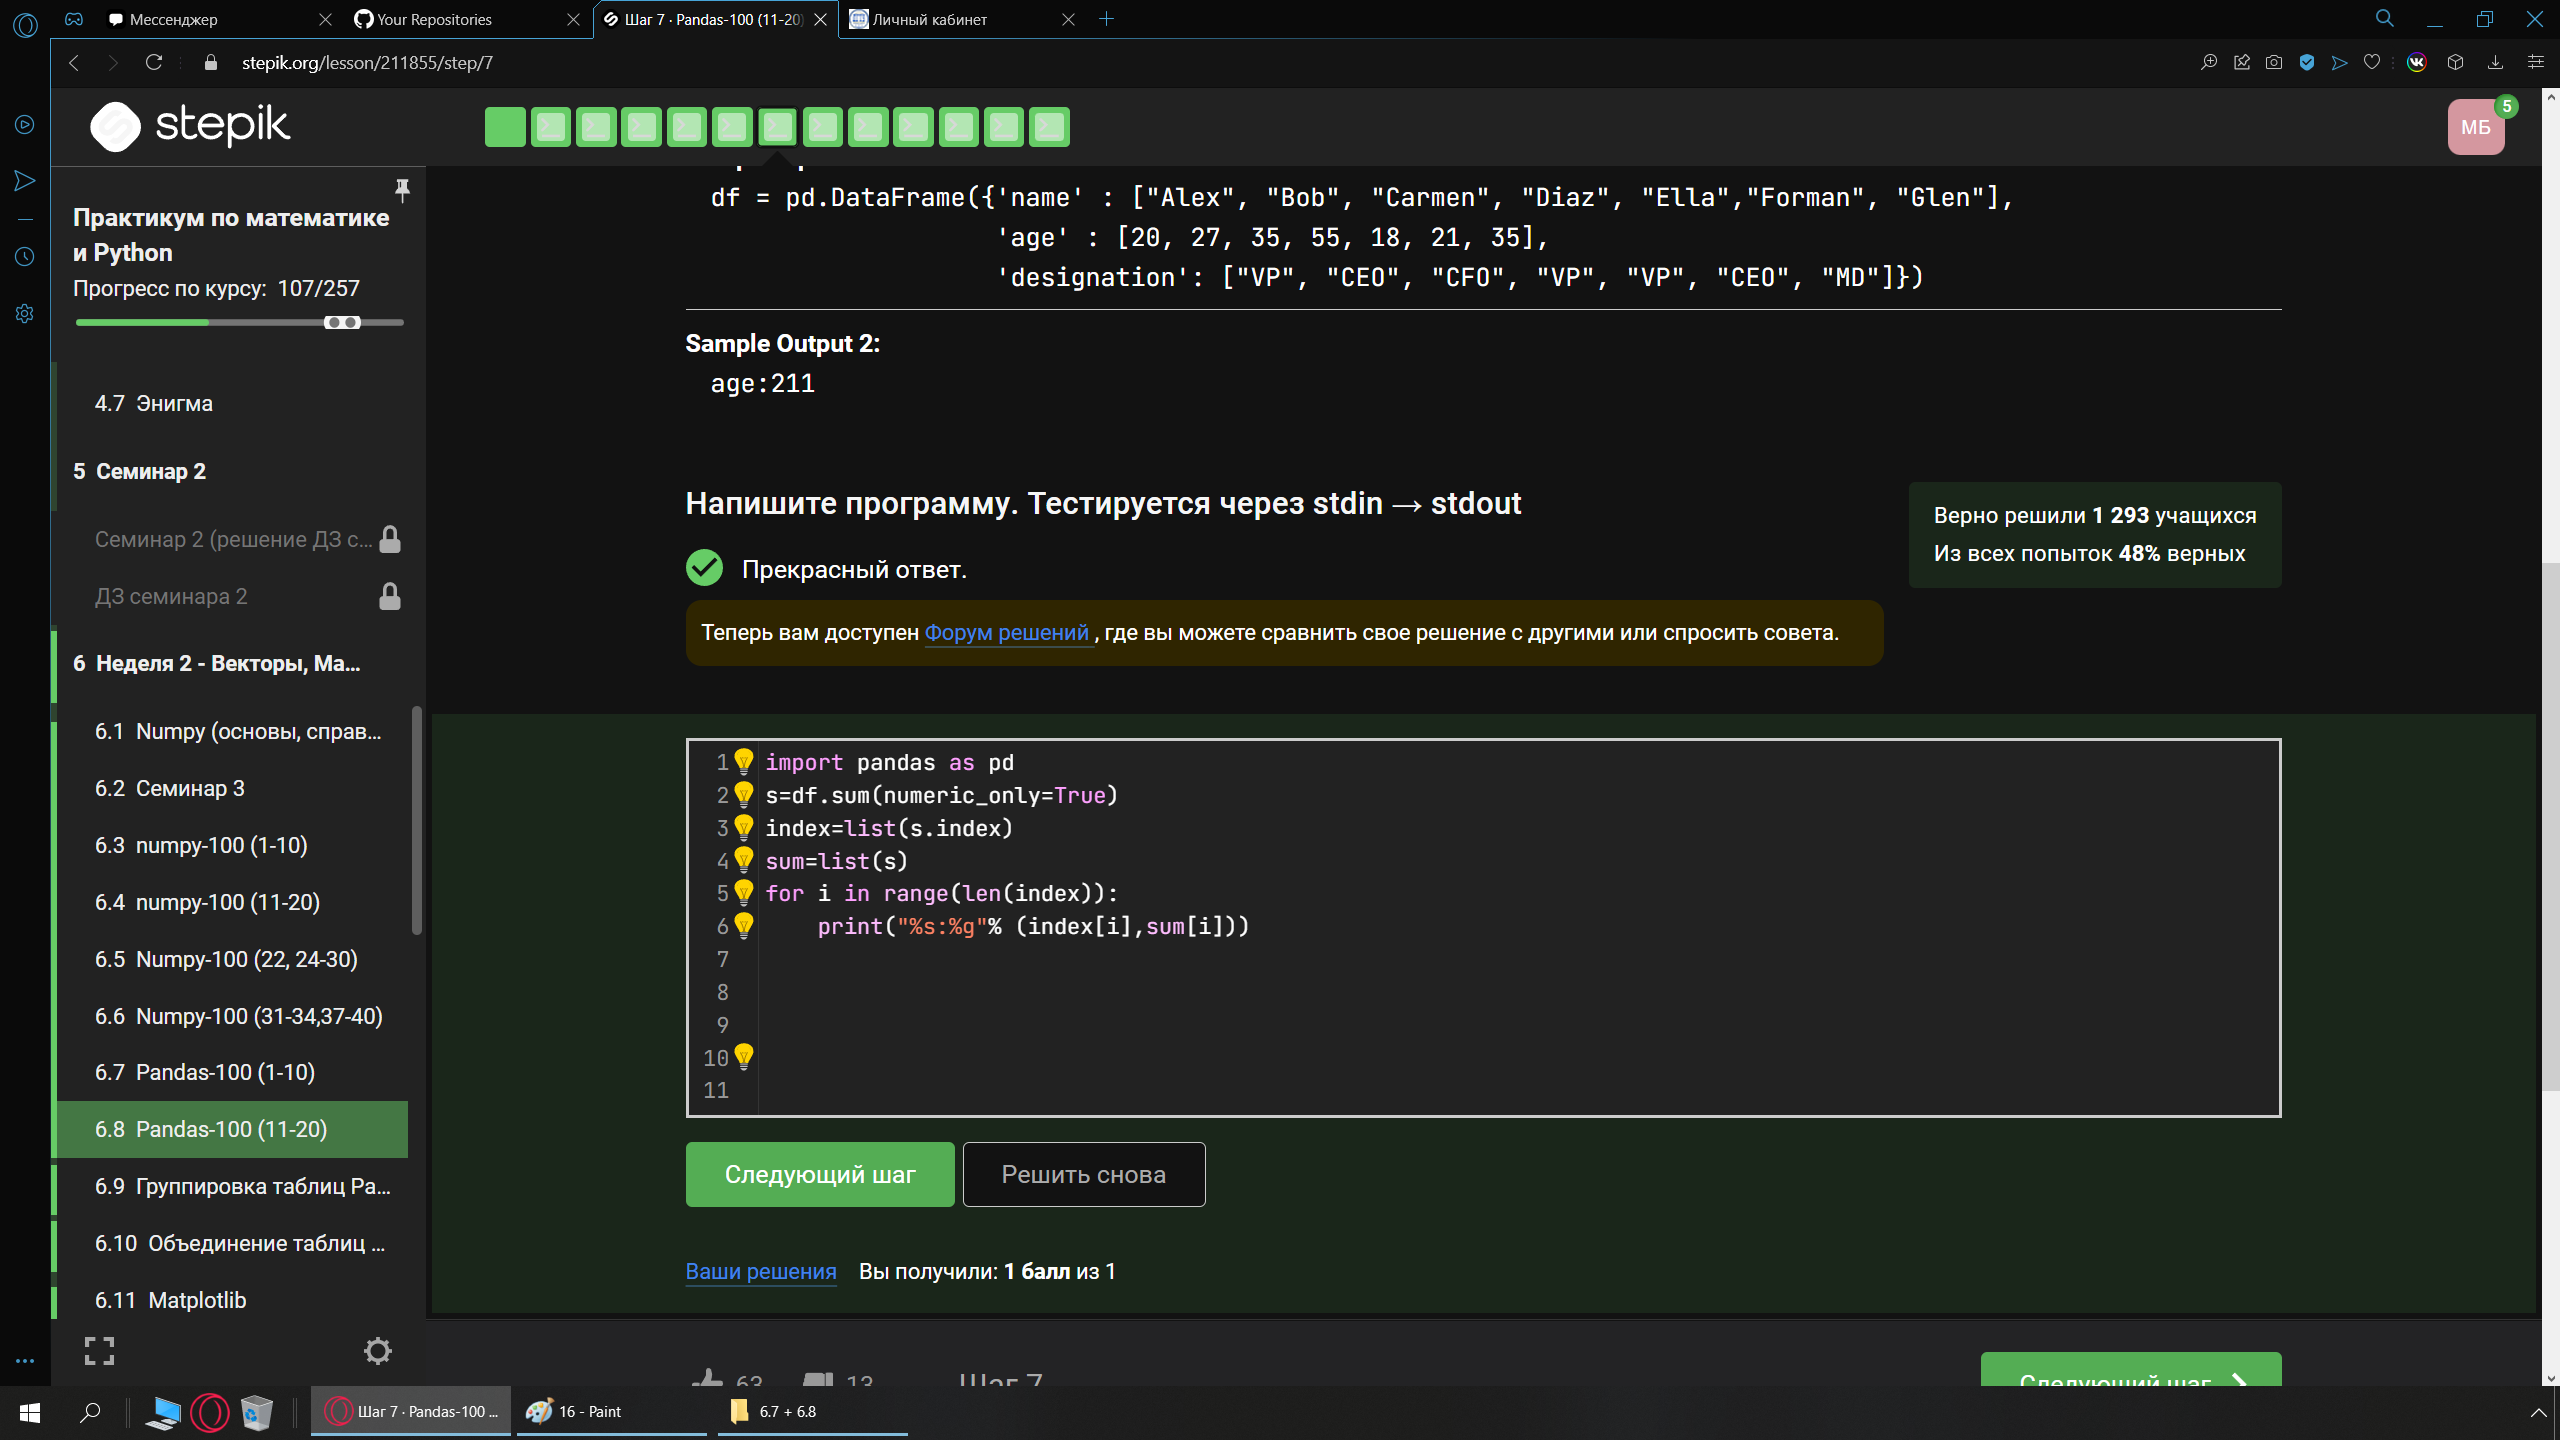 Мессенджер
Your Repositories
Шаг 7 · Pandas-100 (11-20)
Личный кабинет
stepik.org/lesson/211855/step/7
stepik
МБ
5
Практикум по математике
и Python
Прогресс по курсу: 107/257
4.7 Энигма
5 Семинар 2
Семинар 2 (решение ДЗ с...
ДЗ семинара 2
6 Неделя 2 - Векторы, Ма...
6.1 Numpy (основы, справ...
6.2 Семинар 3
6.3 numpy-100 (1-10)
6.4 numpy-100 (11-20)
6.5 Numpy-100 (22, 24-30)
6.6 Numpy-100 (31-34,37-40)
6.7 Pandas-100 (1-10)
6.8 Pandas-100 (11-20)
6.9 Группировка таблиц Pa...
6.10 Объединение таблиц ...
6.11 Matplotlib
df = pd.DataFrame({'name' : ["Alex", "Bob", "Carmen", "Diaz", "Ella","Forman", "Glen"],
'age' : [20, 27, 35, 55, 18, 21, 35],
'designation': ["VP", "CEO", "CFO", "VP", "VP", "CEO", "MD"]})
Sample Output 2:
age:211
Напишите программу. Тестируется через stdin → stdout
Верно решили 1 293 учащихся
Из всех попыток 48% верных
Прекрасный ответ.
Теперь вам доступен Форум решений , где вы можете сравнить свое решение с другими или спросить совета.
1 import pandas as pd
2 s=df.sum(numeric_only=True)
3 index=list(s.index)
4 sum=list(s)
5 for i in range(len(index)):
6     print("%s:%g"% (index[i],sum[i]))
7
8
9
10
11
Следующий шаг
Решить снова
Ваши решения Вы получили: 1 балл из 1
63
13
Шаг 7
Следующий шаг
Шаг 7 · Pandas-100 ...
16 - Paint
6.7 + 6.8